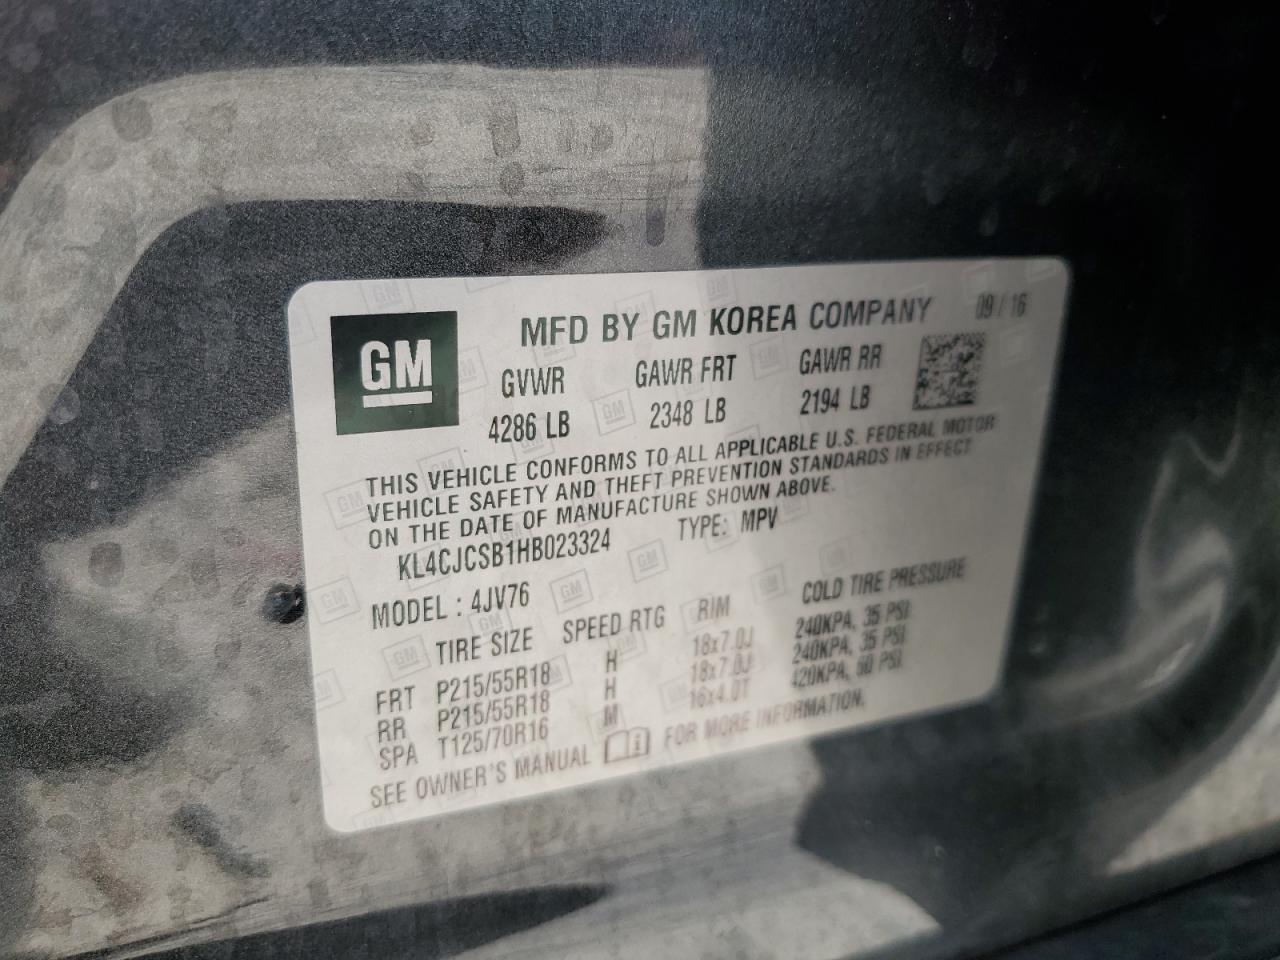 GM
MFD BY GM KOREA COMPANY 09/16
GVWR GAWR FRT GAWR RR
4286 LB 2348 LB 2194 LB
THIS VEHICLE CONFORMS TO ALL APPLICABLE U.S. FEDERAL MOTOR
VEHICLE SAFETY AND THEFT PREVENTION STANDARDS IN EFFECT
ON THE DATE OF MANUFACTURE SHOWN ABOVE.
KL4CJCSB1HB023324 TYPE: MPV
MODEL : 4JV76
TIRE SIZE SPEED RTG RIM COLD TIRE PRESSURE
FRT P215/55R18 H 18x7.0J 240KPA, 35 PSI
RR P215/55R18 H 18x7.0J 240KPA, 35 PSI
SPA T125/70R16 M 16x4.0T 420KPA, 60 PSI
SEE OWNER'S MANUAL FOR MORE INFORMATION.